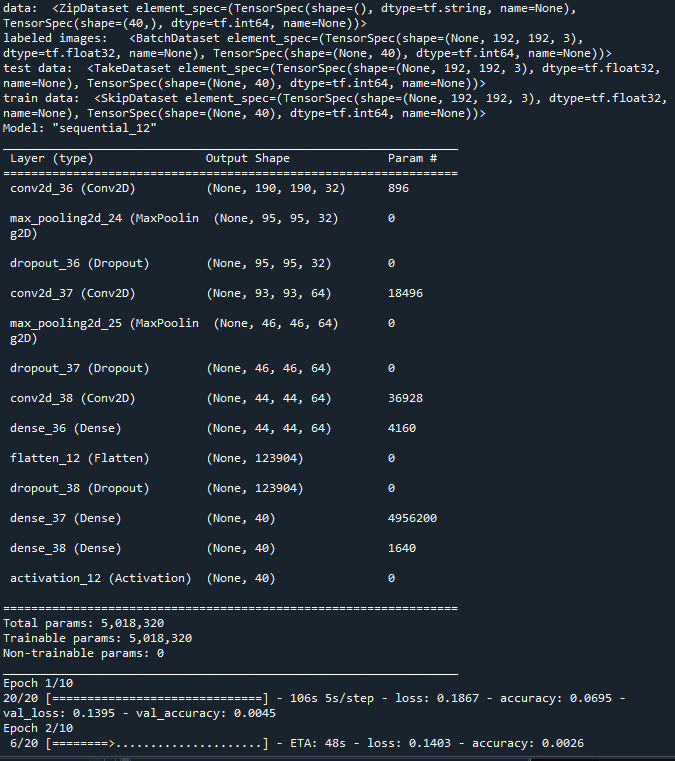 data:  <ZipDataset element_spec=(TensorSpec(shape=(), dtype=tf.string, name=None),
TensorSpec(shape=(40,), dtype=tf.int64, name=None))>
labeled images:   <BatchDataset element_spec=(TensorSpec(shape=(None, 192, 192, 3),
dtype=tf.float32, name=None), TensorSpec(shape=(None, 40), dtype=tf.int64, name=None))>
test data:  <TakeDataset element_spec=(TensorSpec(shape=(None, 192, 192, 3), dtype=tf.float32,
name=None), TensorSpec(shape=(None, 40), dtype=tf.int64, name=None))>
train data:  <SkipDataset element_spec=(TensorSpec(shape=(None, 192, 192, 3), dtype=tf.float32,
name=None), TensorSpec(shape=(None, 40), dtype=tf.int64, name=None))>
Model: "sequential_12"
_________________________________________________________________
Layer (type)                Output Shape              Param #
=================================================================
conv2d_36 (Conv2D)          (None, 190, 190, 32)      896
max_pooling2d_24 (MaxPoolin  (None, 95, 95, 32)       0
g2D)
dropout_36 (Dropout)        (None, 95, 95, 32)        0
conv2d_37 (Conv2D)          (None, 93, 93, 64)        18496
max_pooling2d_25 (MaxPoolin  (None, 46, 46, 64)       0
g2D)
dropout_37 (Dropout)        (None, 46, 46, 64)        0
conv2d_38 (Conv2D)          (None, 44, 44, 64)        36928
dense_36 (Dense)            (None, 44, 44, 64)        4160
flatten_12 (Flatten)        (None, 123904)            0
dropout_38 (Dropout)        (None, 123904)            0
dense_37 (Dense)            (None, 40)                4956200
dense_38 (Dense)            (None, 40)                1640
activation_12 (Activation)  (None, 40)                0
=================================================================
Total params: 5,018,320
Trainable params: 5,018,320
Non-trainable params: 0
_________________________________________________________________
Epoch 1/10
20/20 [==============================] - 106s 5s/step - loss: 0.1867 - accuracy: 0.0695 -
val_loss: 0.1395 - val_accuracy: 0.0045
Epoch 2/10
6/20 [========>.....................] - ETA: 48s - loss: 0.1403 - accuracy: 0.0026